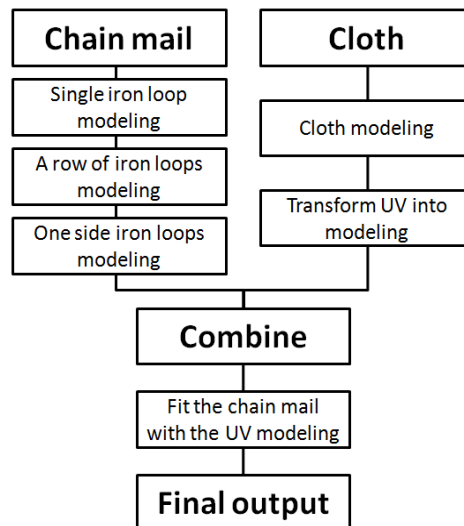 Chain mail
Single iron loop
modeling
A row of iron loops
modeling
One side iron loops
modeling
Cloth
Cloth modeling
Transform UV into
modeling
Combine
Fit the chain mail
with the UV modeling
Final output